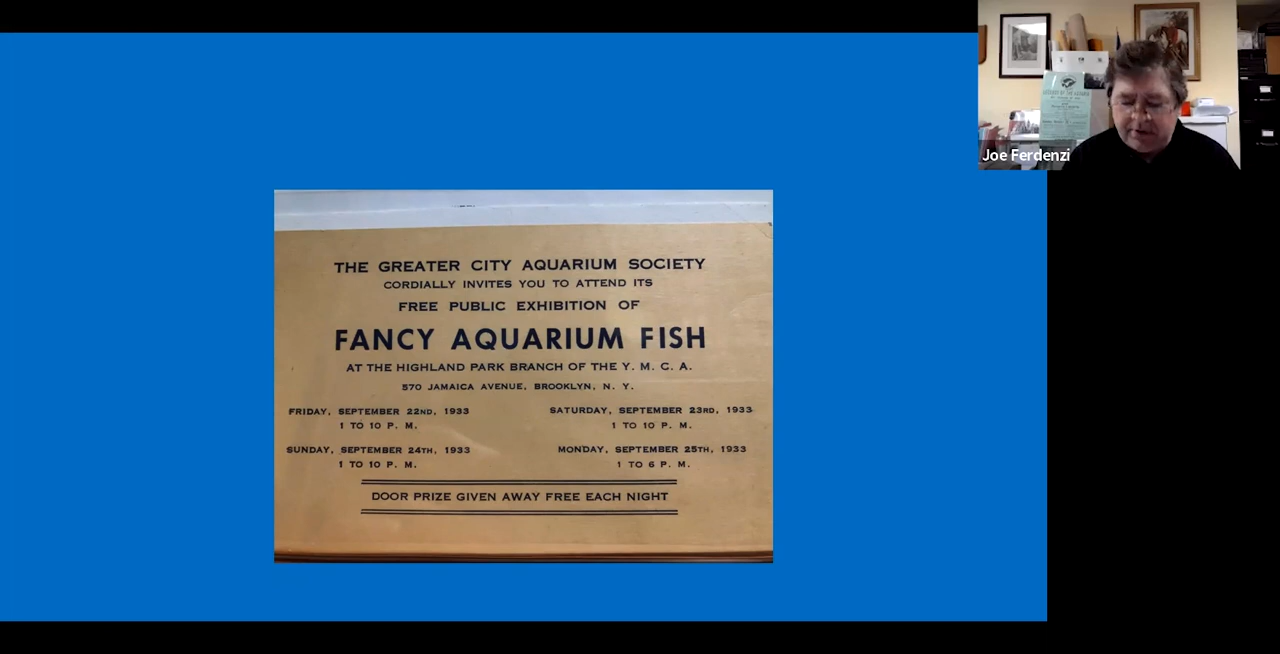 THE GREATER CITY AQUARIUM SOCIETY
CORDIALLY INVITES YOU TO ATTEND ITS
FREE PUBLIC EXHIBITION OF
FANCY AQUARIUM FISH
AT THE HIGHLAND PARK BRANCH OF THE Y. M. C. A.
570 JAMAICA AVENUE, BROOKLYN, N. Y.
FRIDAY, SEPTEMBER 22ND, 1933
1 TO 10 P. M.
SATURDAY, SEPTEMBER 23RD, 1933
1 TO 10 P. M.
SUNDAY, SEPTEMBER 24TH, 1933
1 TO 10 P. M.
MONDAY, SEPTEMBER 25TH, 1933
1 TO 6 P. M.
DOOR PRIZE GIVEN AWAY FREE EACH NIGHT
Joe Ferdenzi